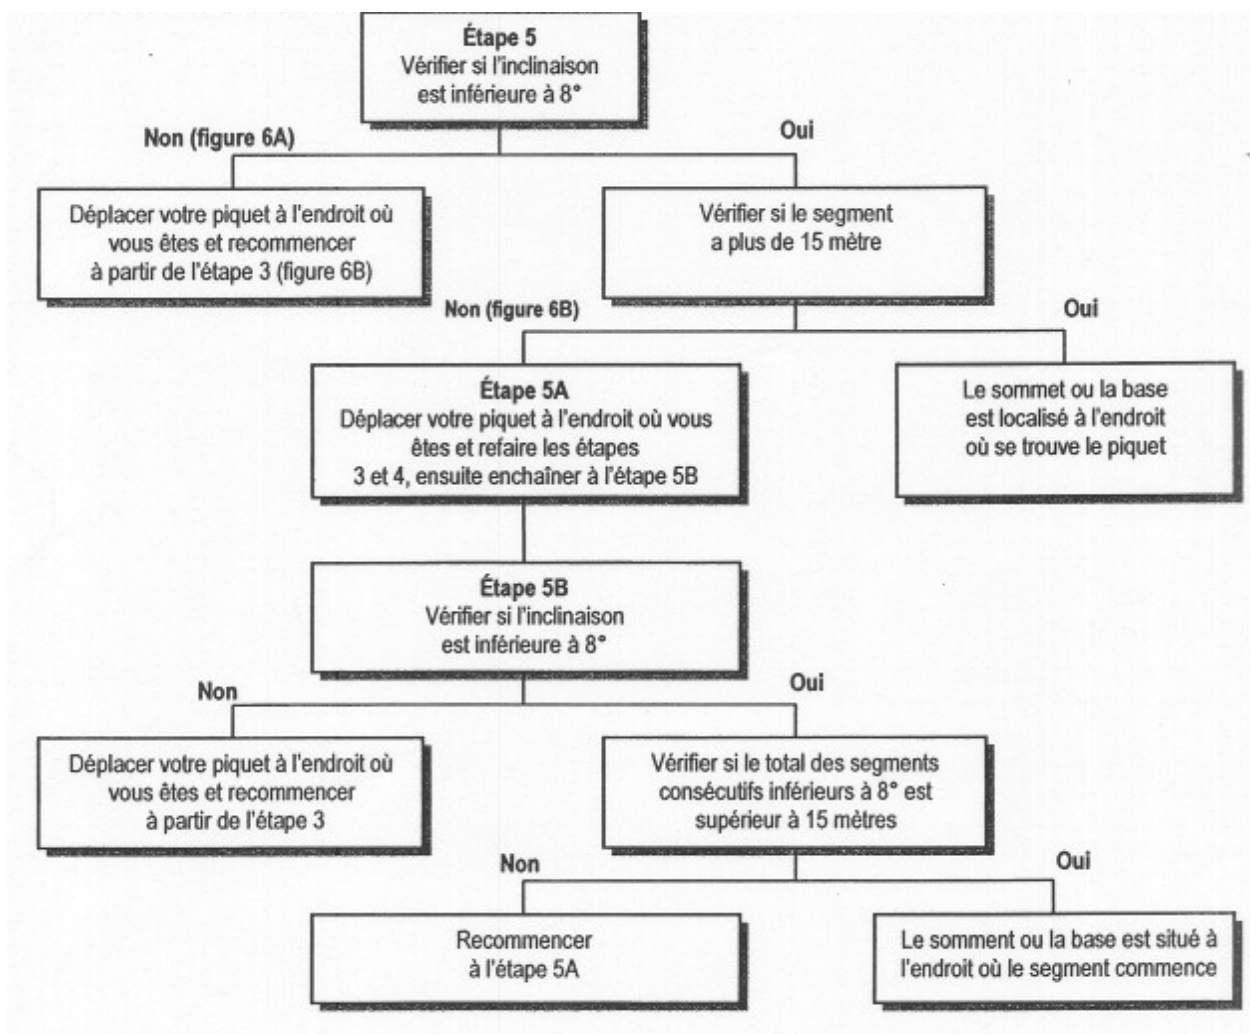 Étape 5
Vérifier si l'inclinaison
est inférieure à 8°
Non (figure 6A)
Oui
Déplacer votre piquet à l'endroit où
vous êtes et recommencer
à partir de l'étape 3 (figure 6B)
Vérifier si le segment
a plus de 15 mètre
Non (figure 6B)
Oui
Étape 5A
Déplacer votre piquet à l'endroit où vous
êtes et refaire les étapes
3 et 4, ensuite enchaîner à l'étape 5B
Le sommet ou la base
est localisé à l'endroit
où se trouve le piquet
Étape 5B
Vérifier si l'inclinaison
est inférieure à 8°
Non
Oui
Déplacer votre piquet à l'endroit où
vous êtes et recommencer
à partir de l'étape 3
Vérifier si le total des segments
consécutifs inférieurs à 8° est
supérieur à 15 mètres
Non
Oui
Recommencer
à l'étape 5A
Le somment ou la base est situé à
l'endroit où le segment commence